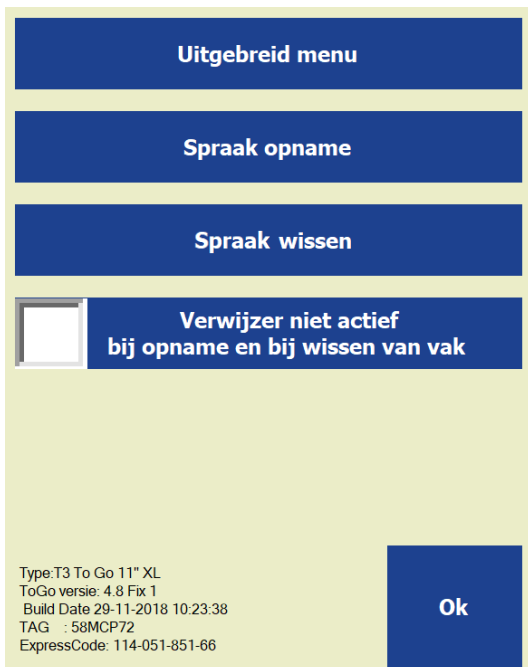 Uitgebreid menu
Spraak opname
Spraak wissen
Verwijzer niet actief
bij opname en bij wissen van vak
Type:T3 To Go 11" XL
ToGo versie: 4.8 Fix 1
Build Date 29-11-2018 10:23:38
TAG : 58MCP72
ExpressCode: 114-051-851-66
Ok